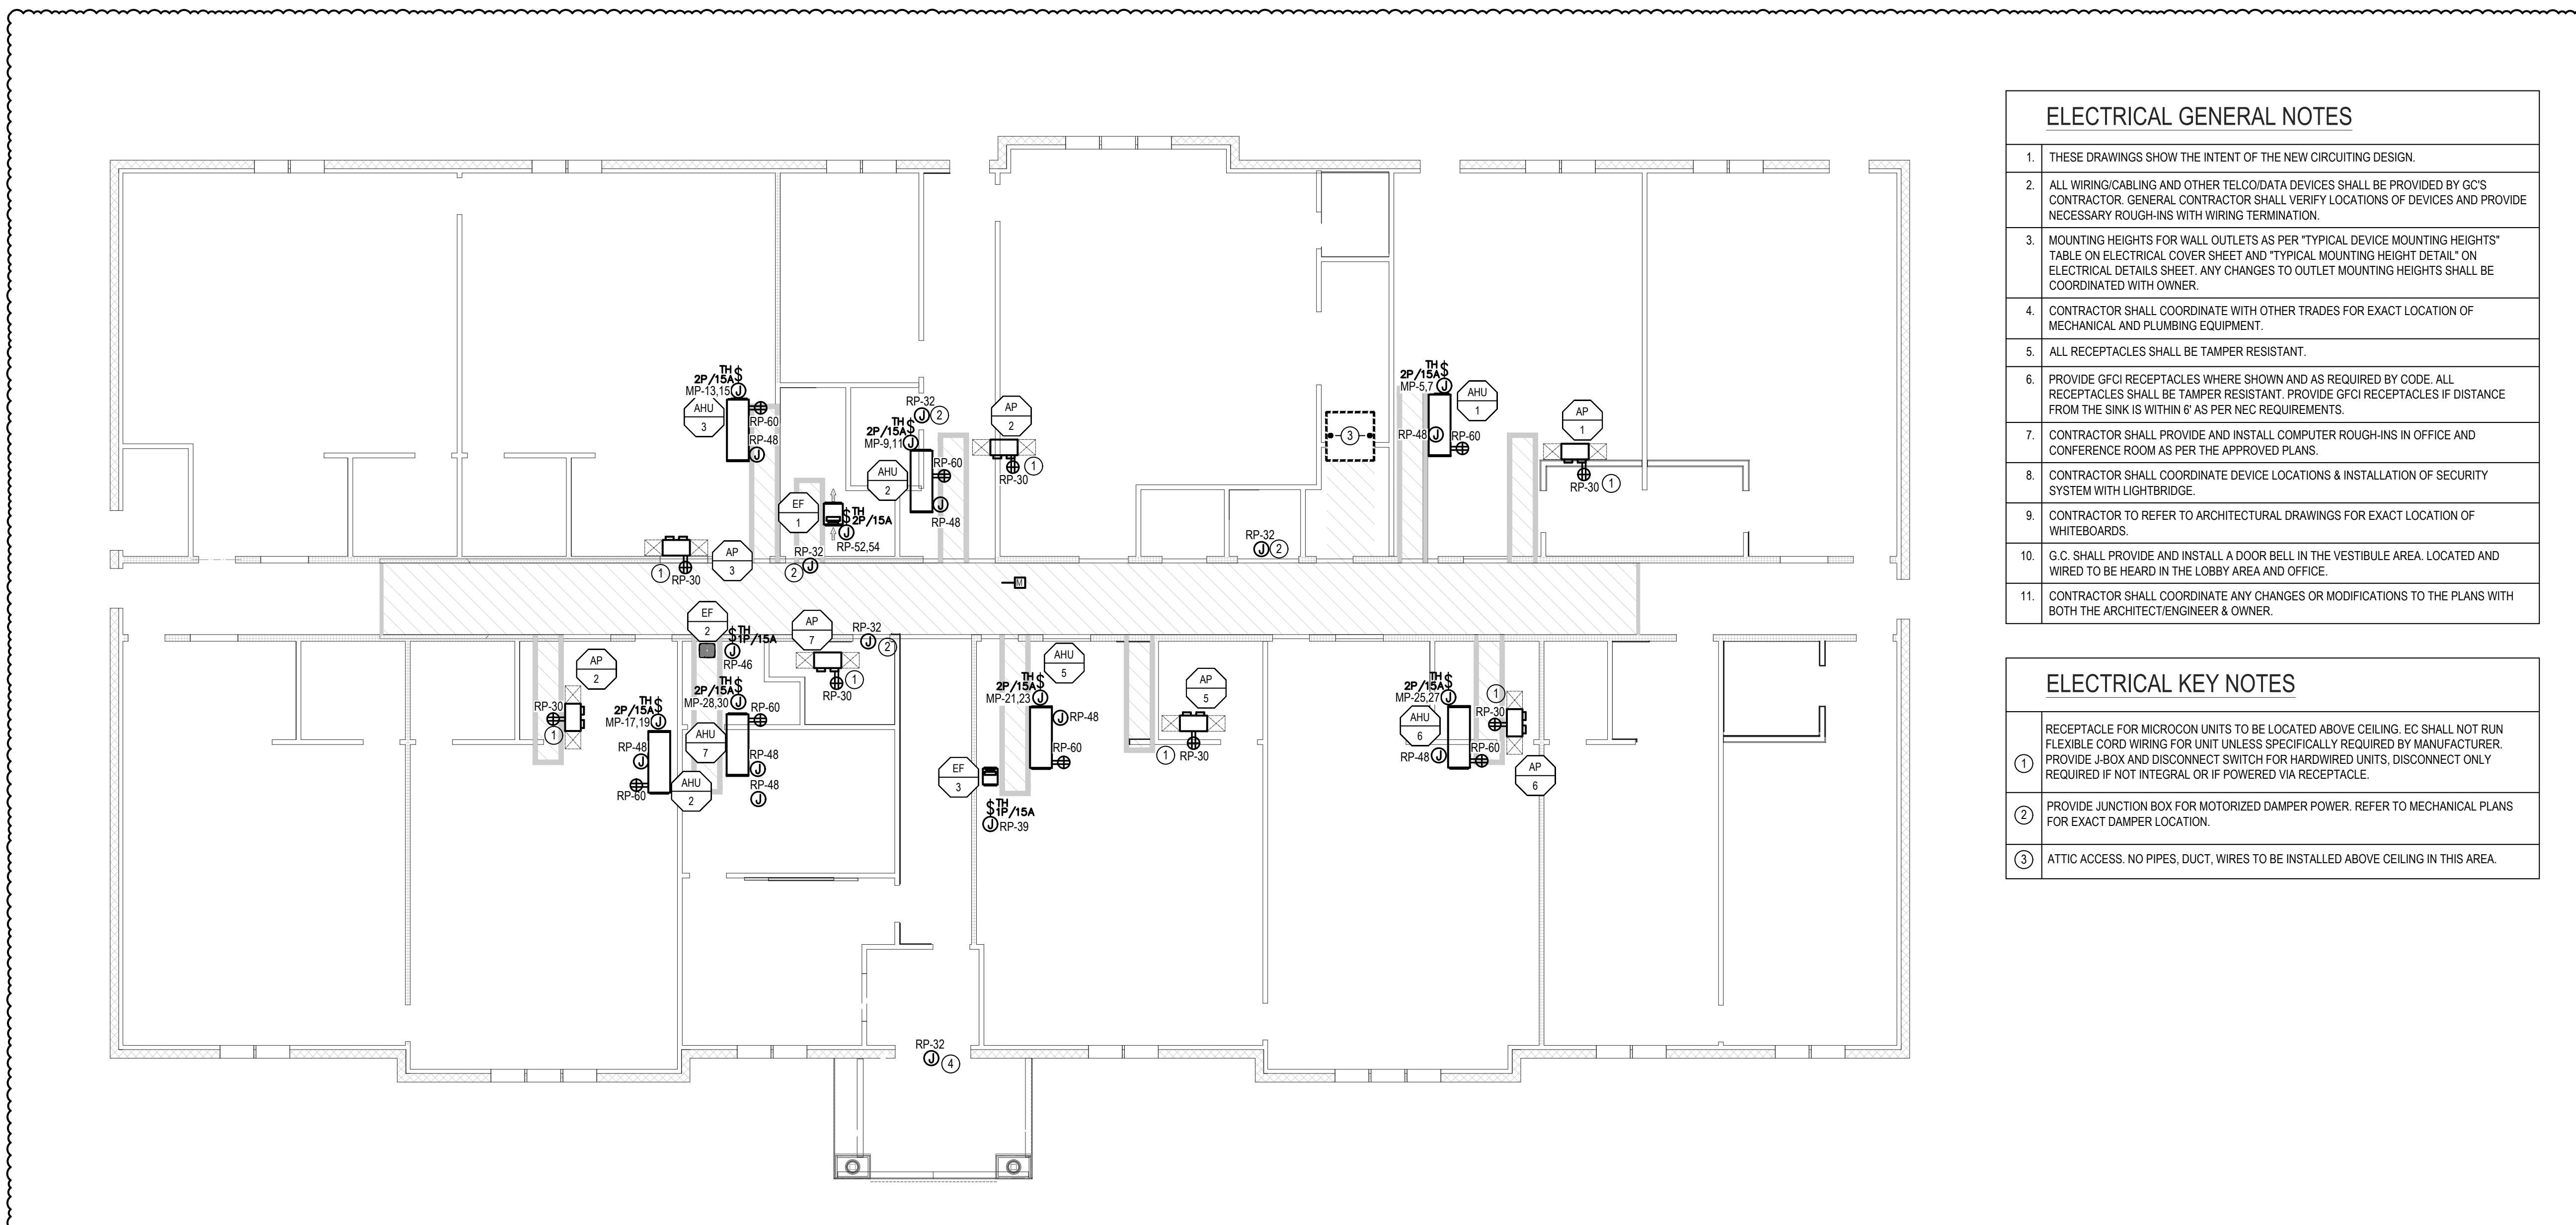 ELECTRICAL GENERAL NOTES
1. THESE DRAWINGS SHOW THE INTENT OF THE NEW CIRCUITING DESIGN.
2. ALL WIRING/CABLING AND OTHER TELCO/DATA DEVICES SHALL BE PROVIDED BY GC'S
CONTRACTOR. GENERAL CONTRACTOR SHALL VERIFY LOCATIONS OF DEVICES AND PROVIDE
NECESSARY ROUGH-INS WITH WIRING TERMINATION.
3. MOUNTING HEIGHTS FOR WALL OUTLETS AS PER "TYPICAL DEVICE MOUNTING HEIGHTS"
TABLE ON ELECTRICAL COVER SHEET AND "TYPICAL MOUNTING HEIGHT DETAIL" ON
ELECTRICAL DETAILS SHEET. ANY CHANGES TO OUTLET MOUNTING HEIGHTS SHALL BE
COORDINATED WITH OWNER.
4. CONTRACTOR SHALL COORDINATE WITH OTHER TRADES FOR EXACT LOCATION OF
MECHANICAL AND PLUMBING EQUIPMENT.
5. ALL RECEPTACLES SHALL BE TAMPER RESISTANT.
6. PROVIDE GFCI RECEPTACLES WHERE SHOWN AND AS REQUIRED BY CODE. ALL
RECEPTACLES SHALL BE TAMPER RESISTANT. PROVIDE GFCI RECEPTACLES IF DISTANCE
FROM THE SINK IS WITHIN 6' AS PER NEC REQUIREMENTS.
7. CONTRACTOR SHALL PROVIDE AND INSTALL COMPUTER ROUGH-INS IN OFFICE AND
CONFERENCE ROOM AS PER THE APPROVED PLANS.
8. CONTRACTOR SHALL COORDINATE DEVICE LOCATIONS & INSTALLATION OF SECURITY
SYSTEM WITH LIGHTBRIDGE.
9. CONTRACTOR TO REFER TO ARCHITECTURAL DRAWINGS FOR EXACT LOCATION OF
WHITEBOARDS.
10. G.C. SHALL PROVIDE AND INSTALL A DOOR BELL IN THE VESTIBULE AREA. LOCATED AND
WIRED TO BE HEARD IN THE LOBBY AREA AND OFFICE.
11. CONTRACTOR SHALL COORDINATE ANY CHANGES OR MODIFICATIONS TO THE PLANS WITH
BOTH THE ARCHITECT/ENGINEER & OWNER.
ELECTRICAL KEY NOTES
1 RECEPTACLE FOR MICROCON UNITS TO BE LOCATED ABOVE CEILING. EC SHALL NOT RUN
FLEXIBLE CORD WIRING FOR UNIT UNLESS SPECIFICALLY REQUIRED BY MANUFACTURER.
PROVIDE J-BOX AND DISCONNECT SWITCH FOR HARDWIRED UNITS, DISCONNECT ONLY
REQUIRED IF NOT INTEGRAL OR IF POWERED VIA RECEPTACLE.
2 PROVIDE JUNCTION BOX FOR MOTORIZED DAMPER POWER. REFER TO MECHANICAL PLANS
FOR EXACT DAMPER LOCATION.
3 ATTIC ACCESS. NO PIPES, DUCT, WIRES TO BE INSTALLED ABOVE CEILING IN THIS AREA.
TH
2P/15A $
MP-13,15 J
AHU
3
RP-60
RP-48
J
RP-32
J 2
TH
2P/15A $
MP-9,11 J
AHU
2
RP-60
J
RP-48
AP
2
RP-30 1
EF
1
$ TH
2P/15A
J
RP-52,54
RP-32
2 J
AP
3
1 RP-30
M
RP-32
J 2
3
TH
2P/15A $
MP-5,7 J
AHU
1
RP-48 J RP-60
AP
1
RP-30 1
EF
2
$ TH
1P/15A
J
RP-46
AP
7
RP-32
J 2
1
RP-30
AP
2
RP-30
1
TH
2P/15A $
MP-17,19 J
RP-48
J
RP-60
AHU
2
TH
2P/15A $
MP-28,30 J
RP-60
AHU
7
RP-48
J
RP-48
J
AHU
5
TH
2P/15A $
MP-21,23 J
J RP-48
RP-60
EF
3
$ TH
1P/15A
J RP-39
AP
5
1 RP-30
TH
2P/15A $
MP-25,27 J
AHU
6
RP-48 J
RP-60
1
RP-30
AP
6
RP-32
J 4